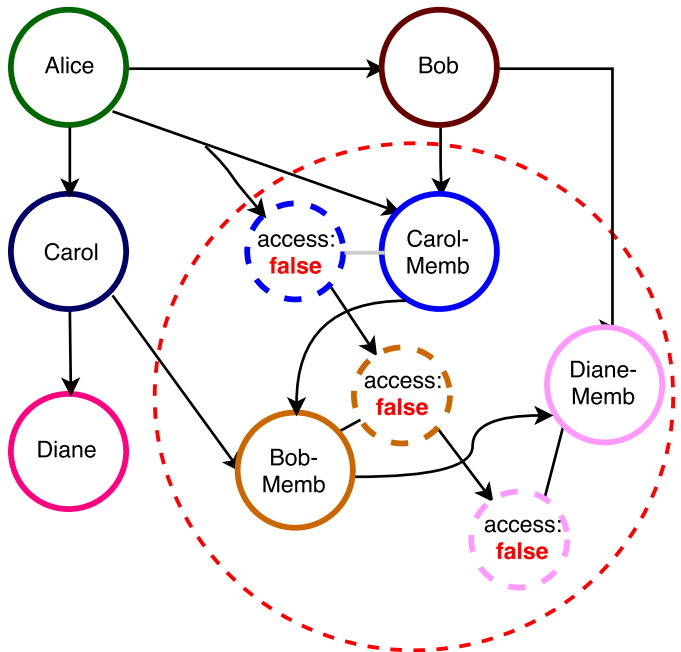 Alice
Bob
Carol
access:
false
Carol-
Memb
access:
false
Diane-
Memb
Diane
Bob-
Memb
access:
false